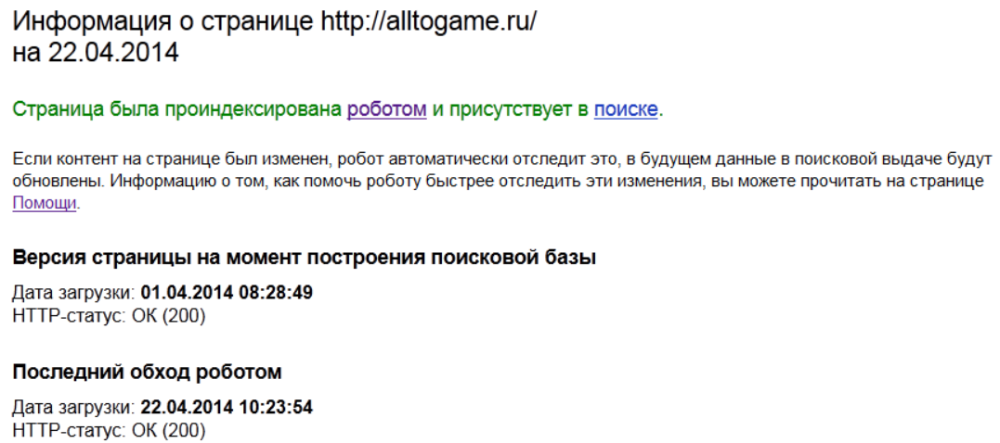 Информация о странице http://alltogame.ru/
на 22.04.2014
Страница была проиндексирована роботом и присутствует в поиске.
Если контент на странице был изменен, робот автоматически отследит это, в будущем данные в поисковой выдаче будут
обновлены. Информацию о том, как помочь роботу быстрее отследить эти изменения, вы можете прочитать на странице
Помощи.
Версия страницы на момент построения поисковой базы
Дата загрузки: 01.04.2014 08:28:49
HTTP-статус: ОК (200)
Последний обход роботом
Дата загрузки: 22.04.2014 10:23:54
HTTP-статус: ОК (200)